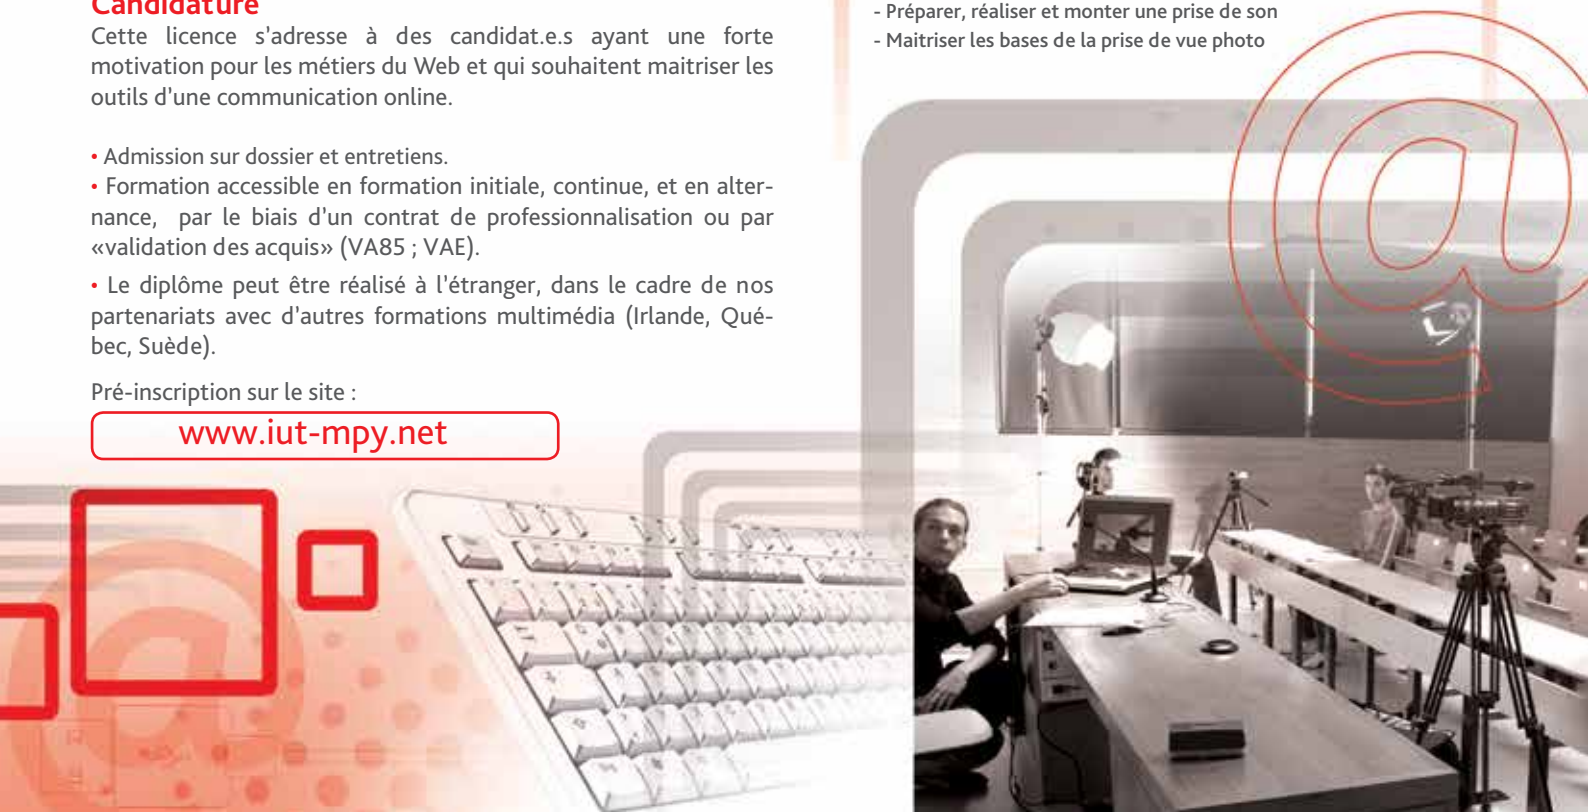 Candidature
Cette licence s'adresse à des candidat.e.s ayant une forte
motivation pour les métiers du Web et qui souhaitent maitriser les
outils d'une communication online.
• Admission sur dossier et entretiens.
• Formation accessible en formation initiale, continue, et en alter-
nance, par le biais d'un contrat de professionnalisation ou par
«validation des acquis» (VA85 ; VAE).
• Le diplôme peut être réalisé à l'étranger, dans le cadre de nos
partenariats avec d'autres formations multimédia (Irlande, Qué-
bec, Suède).
Pré-inscription sur le site :
www.iut-mpy.net
- Préparer, réaliser et monter une prise de son
- Maitriser les bases de la prise de vue photo
@
@